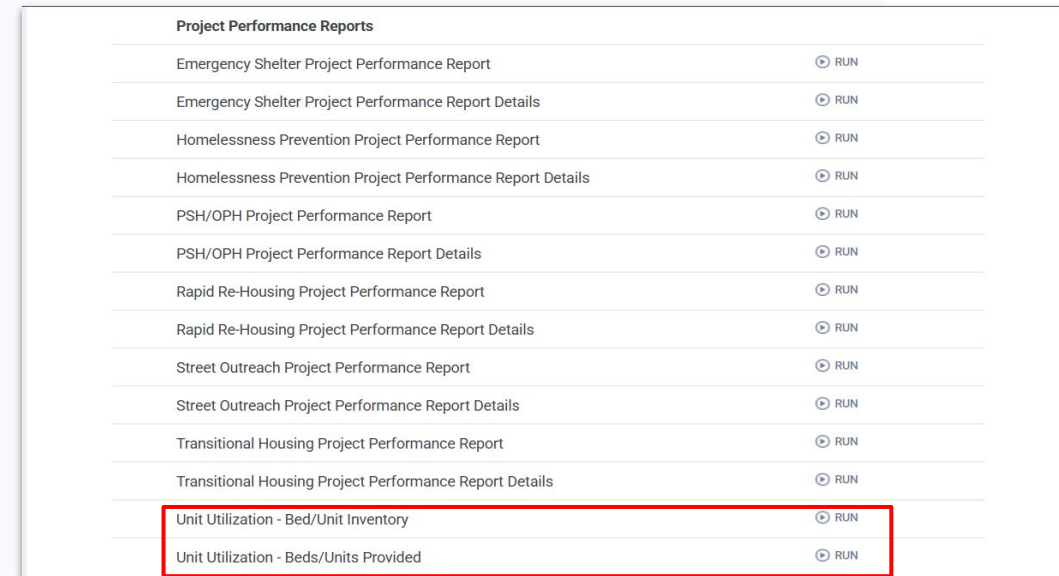 Project Performance Reports
Emergency Shelter Project Performance Report RUN
Emergency Shelter Project Performance Report Details RUN
Homelessness Prevention Project Performance Report RUN
Homelessness Prevention Project Performance Report Details RUN
PSH/OPH Project Performance Report RUN
PSH/OPH Project Performance Report Details RUN
Rapid Re-Housing Project Performance Report RUN
Rapid Re-Housing Project Performance Report Details RUN
Street Outreach Project Performance Report RUN
Street Outreach Project Performance Report Details RUN
Transitional Housing Project Performance Report RUN
Transitional Housing Project Performance Report Details RUN
Unit Utilization - Bed/Unit Inventory RUN
Unit Utilization - Beds/Units Provided RUN